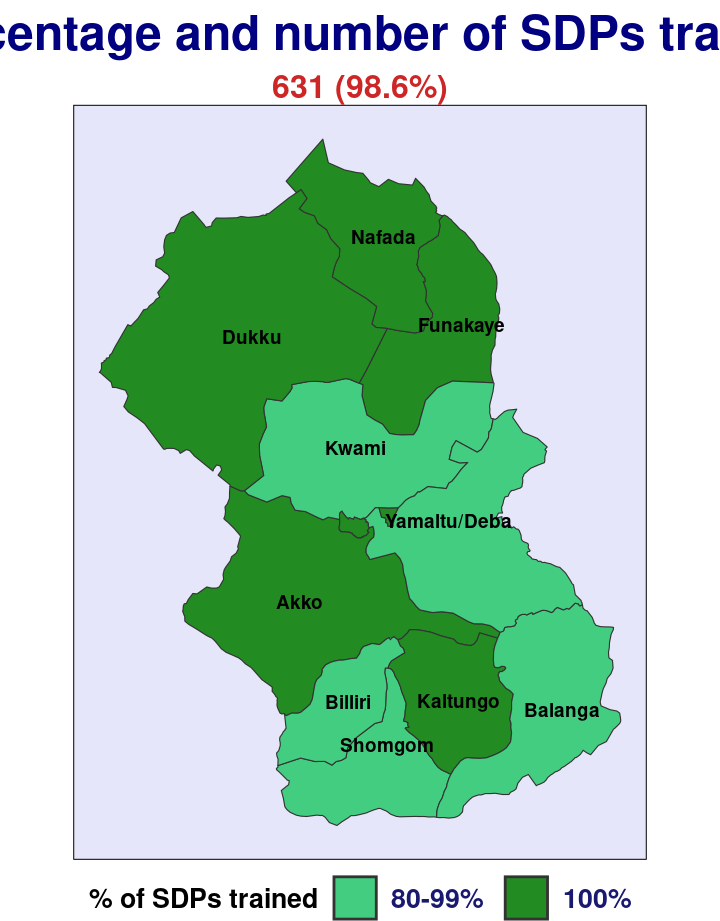 centage and number of SDPs tra
631 (98.6%)
Nafada
Funakaye
Dukku
Kwami
Yamaltu/Deba
Akko
Billiri
Kaltungo
Balanga
Shomgom
% of SDPs trained 80-99% 100%